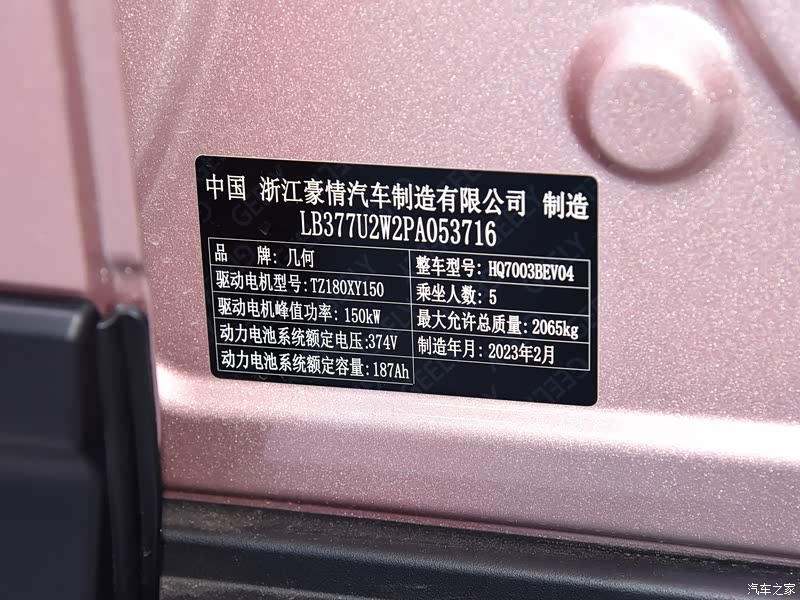 中国 浙江豪情汽车制造有限公司 制造
LB377U2W2PA053716
品 牌: 几何
整车型号: HQ7003BEV04
驱动电机型号: TZ180XY150
乘坐人数: 5
驱动电机峰值功率: 150kW
最大允许总质量: 2065kg
动力电池系统额定电压: 374V
制造年月: 2023年2月
动力电池系统额定容量: 187Ah
汽车之家